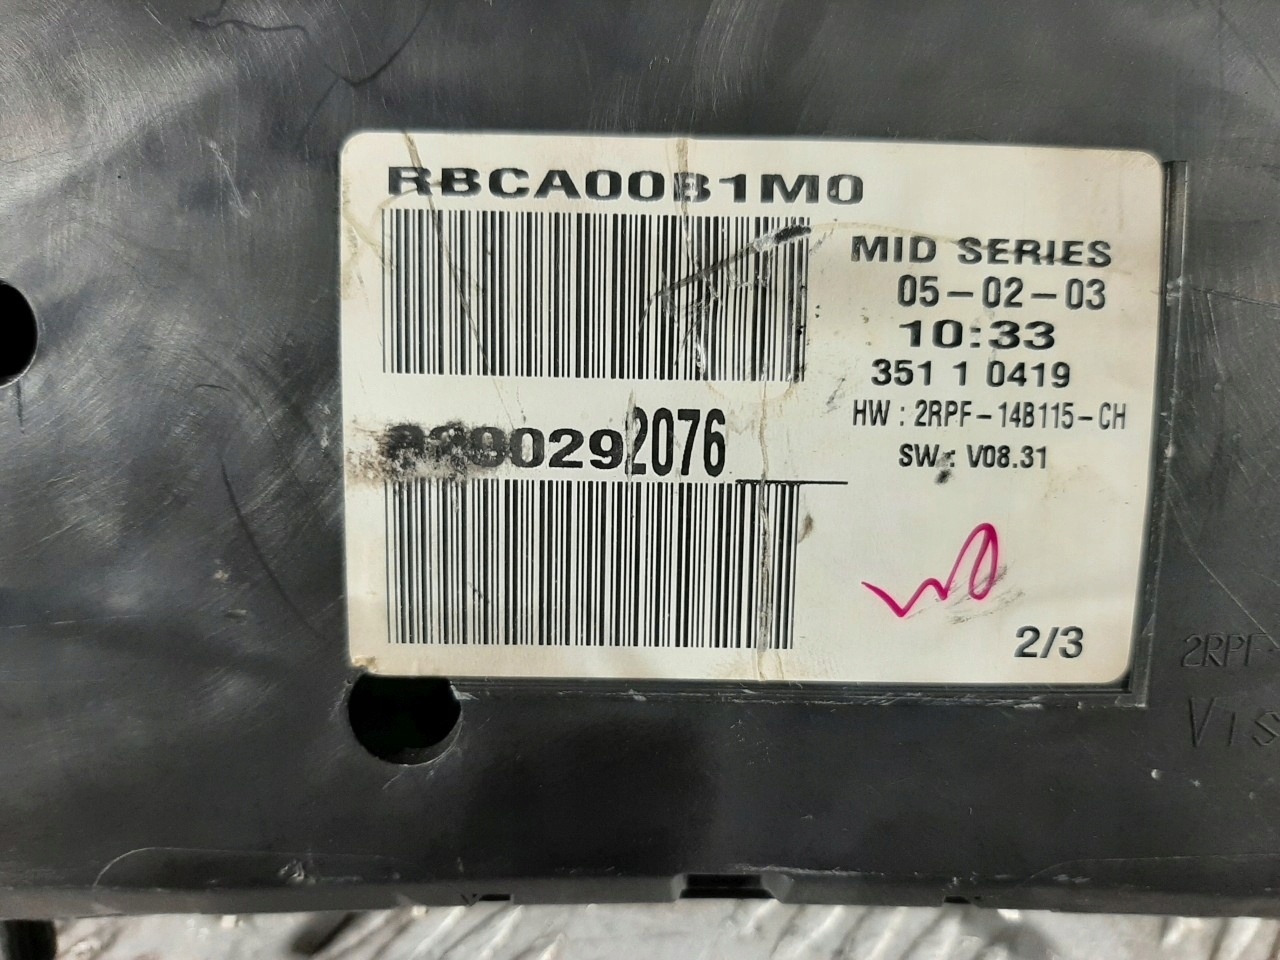 RBCA00B1M0
MID SERIES
05-02-03
10:33
351 1 0419
HW : 2RPF-14B115-CH
SW : V08.31
2076
2/3
2RPF